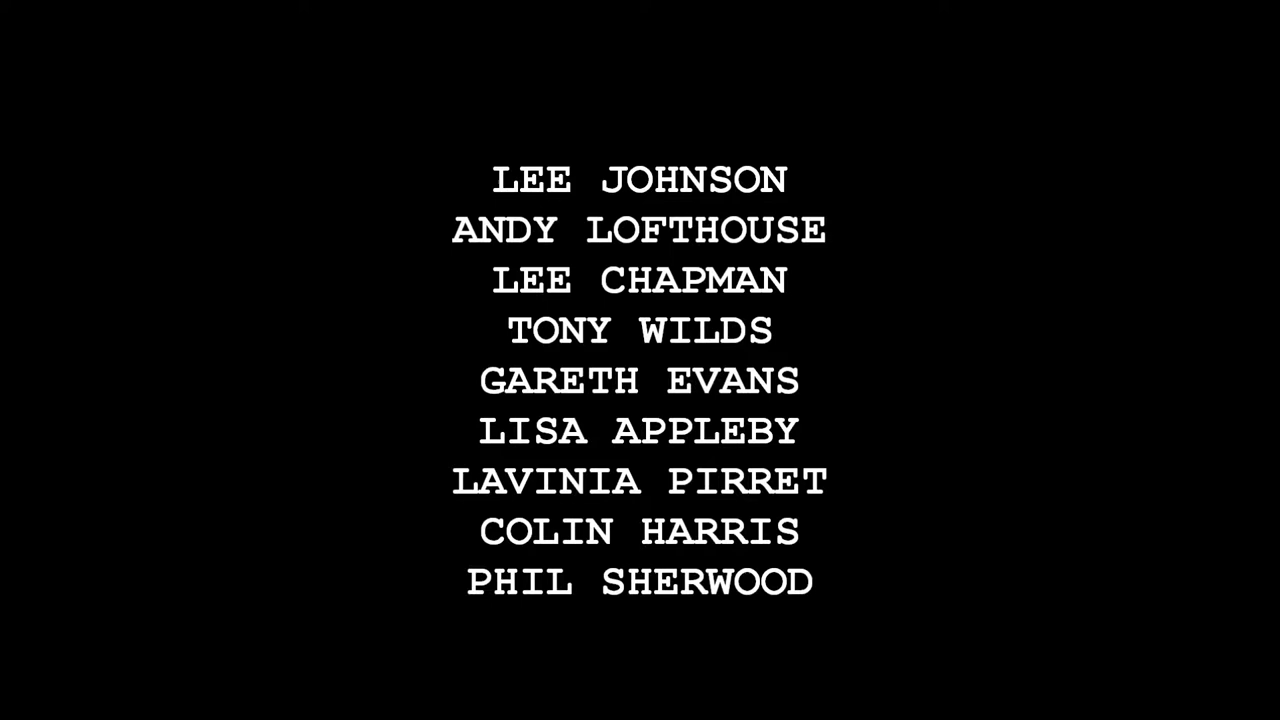 LEE JOHNSON
ANDY LOFTHOUSE
LEE CHAPMAN
TONY WILDS
GARETH EVANS
LISA APPLEBY
LAVINIA PIRRET
COLIN HARRIS
PHIL SHERWOOD